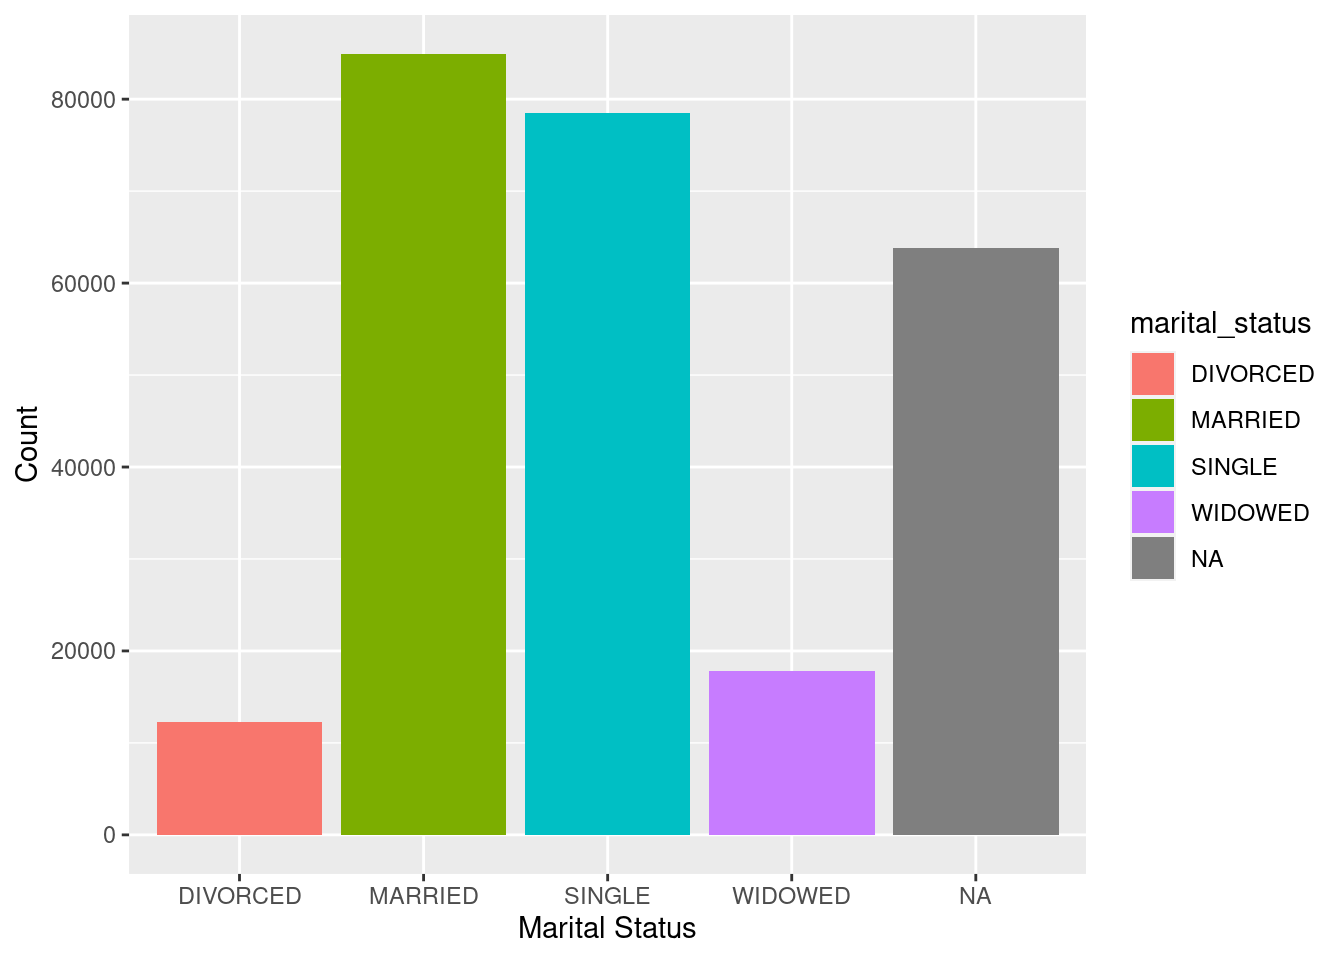 80000
60000
40000
20000
0
Count
DIVORCED
MARRIED
SINGLE
WIDOWED
NA
Marital Status
marital_status
DIVORCED
MARRIED
SINGLE
WIDOWED
NA